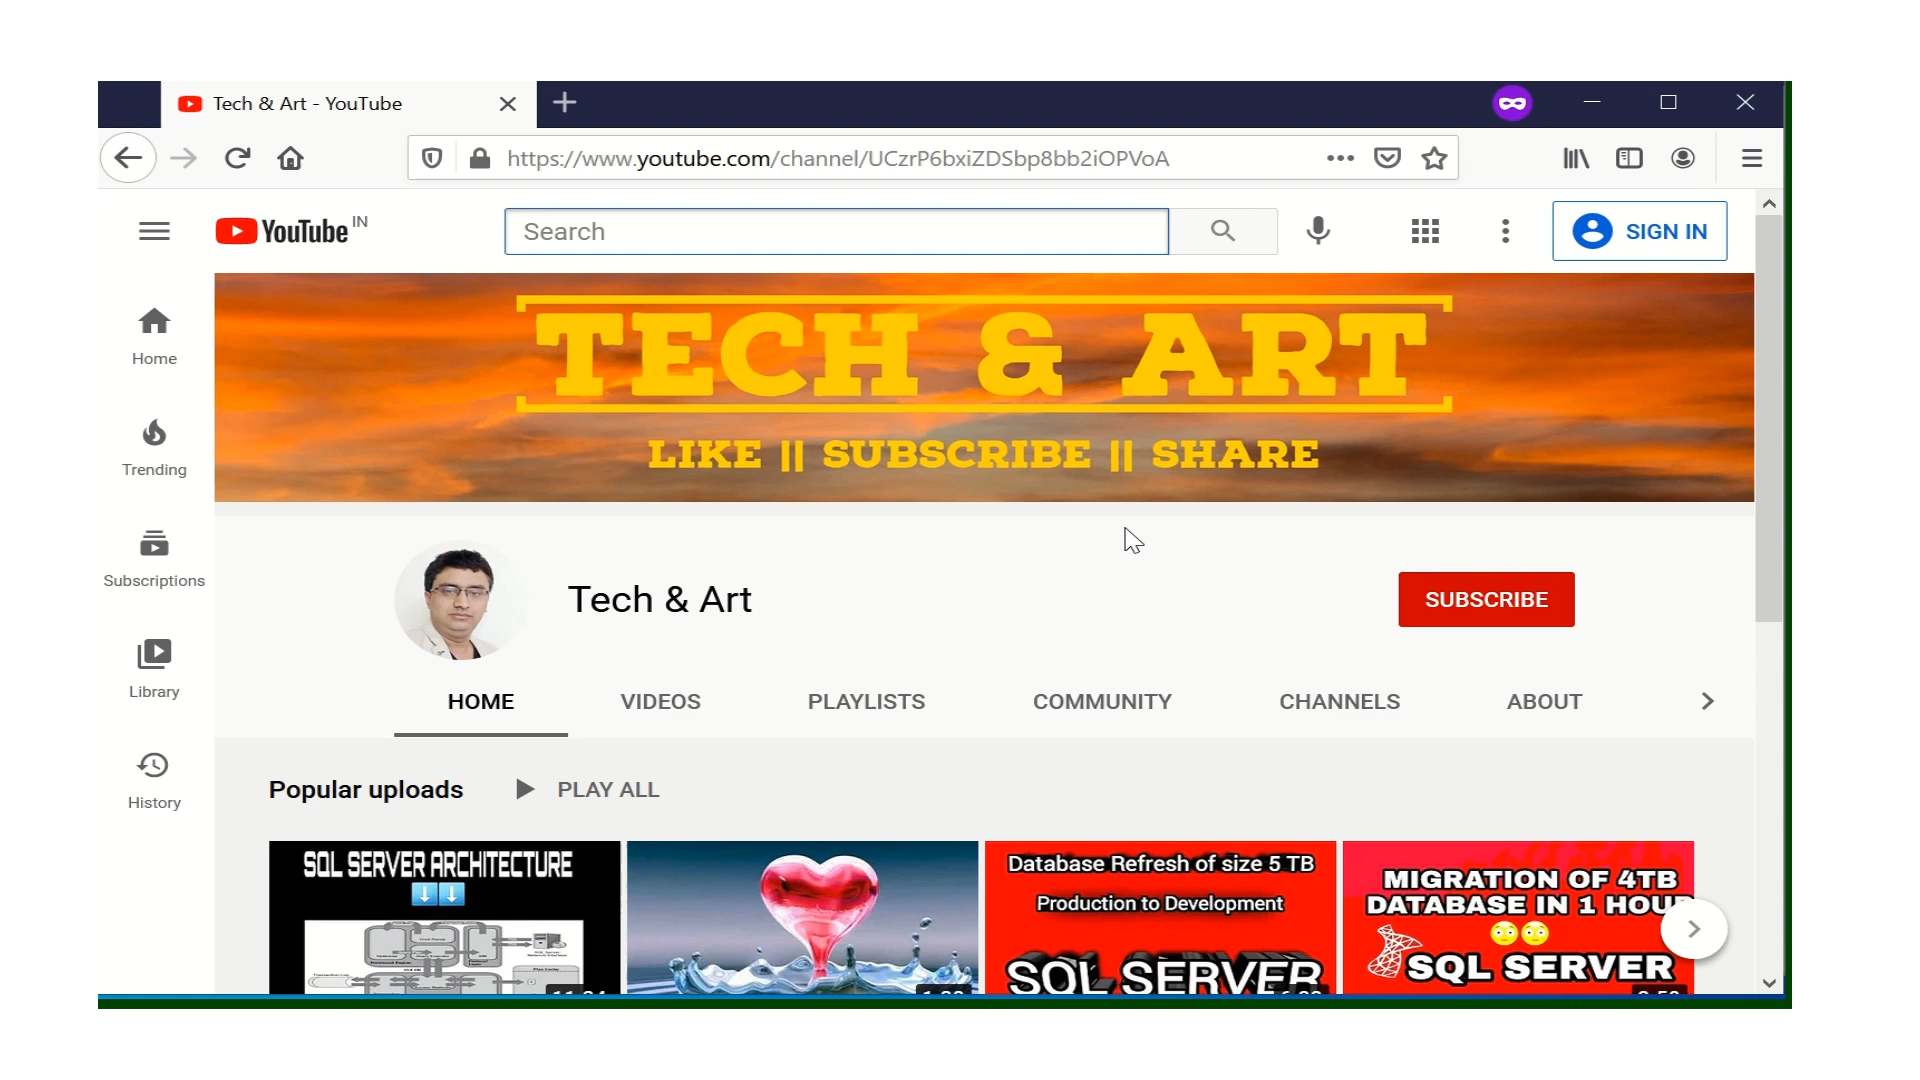 Tech & Art - YouTube
https://www.youtube.com/channel/UCzrP6bxiZDSbp8bb2iOPVoA
YouTube IN
Search
SIGN IN
TECH & ART
LIKE || SUBSCRIBE || SHARE
Home
Trending
Subscriptions
Library
History
Tech & Art
SUBSCRIBE
HOME
VIDEOS
PLAYLISTS
COMMUNITY
CHANNELS
ABOUT
Popular uploads
PLAY ALL
SQL SERVER ARCHITECTURE
Database Refresh of size 5 TB
Production to Development
SQL SERVER
MIGRATION OF 4TB
DATABASE IN 1 HOUR
SQL SERVER